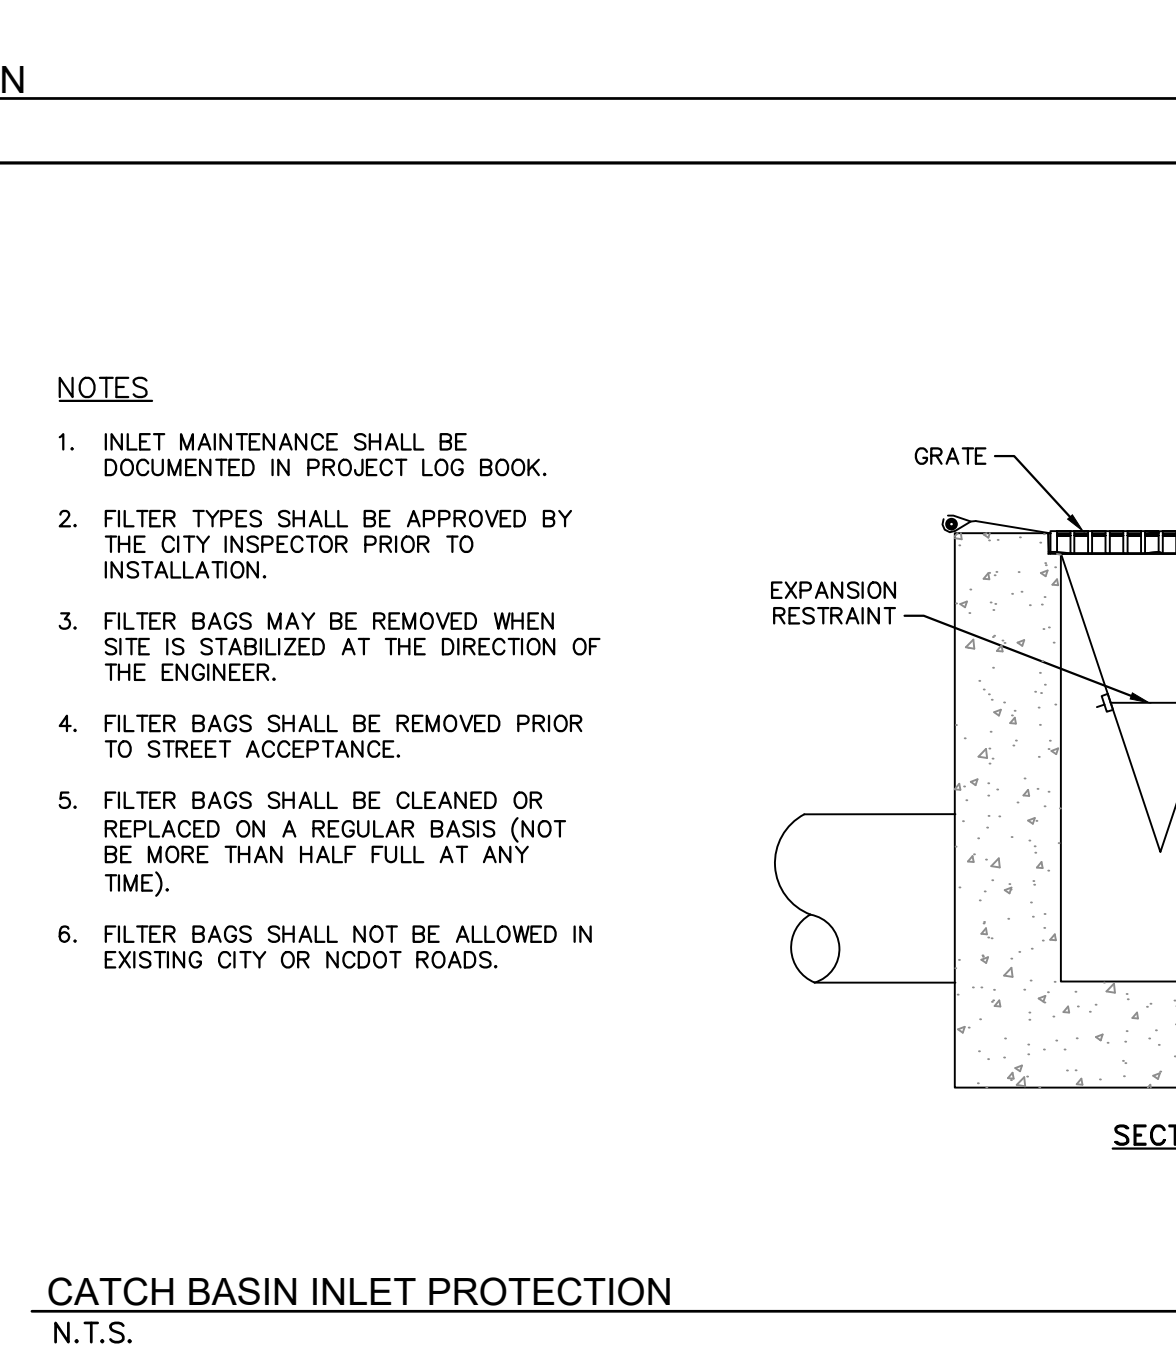 N
NOTES
1. INLET MAINTENANCE SHALL BE
DOCUMENTED IN PROJECT LOG BOOK.
2. FILTER TYPES SHALL BE APPROVED BY
THE CITY INSPECTOR PRIOR TO
INSTALLATION.
3. FILTER BAGS MAY BE REMOVED WHEN
SITE IS STABILIZED AT THE DIRECTION OF
THE ENGINEER.
4. FILTER BAGS SHALL BE REMOVED PRIOR
TO STREET ACCEPTANCE.
5. FILTER BAGS SHALL BE CLEANED OR
REPLACED ON A REGULAR BASIS (NOT
BE MORE THAN HALF FULL AT ANY
TIME).
6. FILTER BAGS SHALL NOT BE ALLOWED IN
EXISTING CITY OR NCDOT ROADS.
GRATE
EXPANSION
RESTRAINT
SECT
CATCH BASIN INLET PROTECTION
N.T.S.